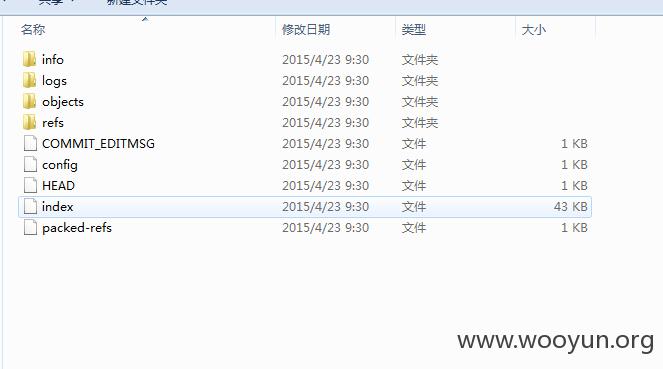 共享 新建文件夹
名称 修改日期 类型 大小
info 2015/4/23 9:30 文件夹
logs 2015/4/23 9:30 文件夹
objects 2015/4/23 9:30 文件夹
refs 2015/4/23 9:30 文件夹
COMMIT_EDITMSG 2015/4/23 9:30 文件 1 KB
config 2015/4/23 9:30 文件 1 KB
HEAD 2015/4/23 9:30 文件 1 KB
index 2015/4/23 9:30 文件 43 KB
packed-refs 2015/4/23 9:30 文件 1 KB
www.wooyun.org